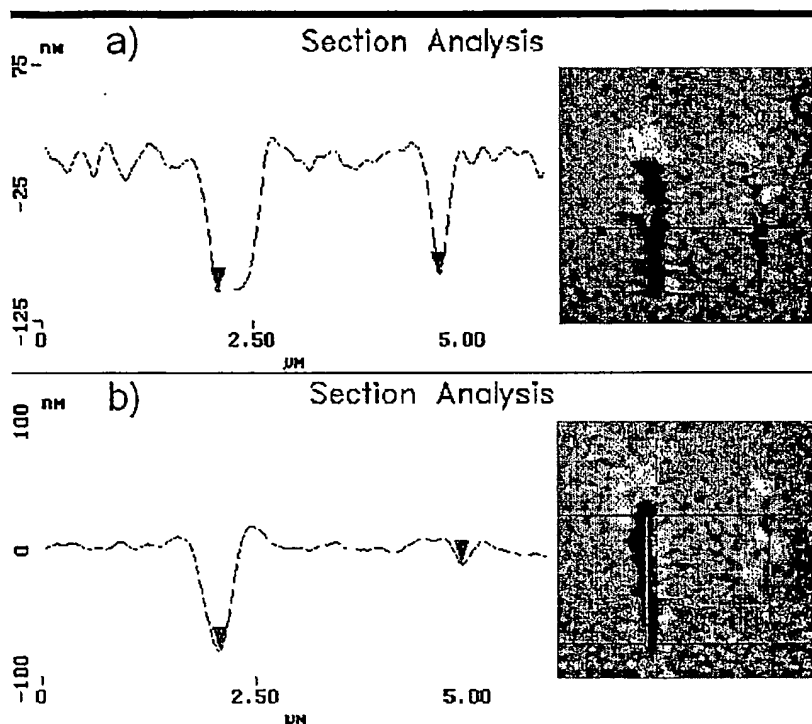 nM a) Section Analysis
75
-25
-125
0 2.50 5.00
µM
nM b) Section Analysis
100
0
-100
0 2.50 5.00
µM